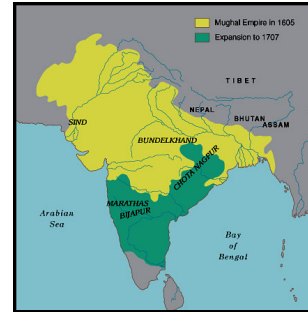 Mughal Empire in 1605
Expansion to 1707
TIBET
NEPAL
BHUTAN
ASSAM
SIND
BUNDELKHAND
CHOTA NAGPUR
MARATHAS
BIJAPUR
Arabian
Sea
Bay
of
Bengal